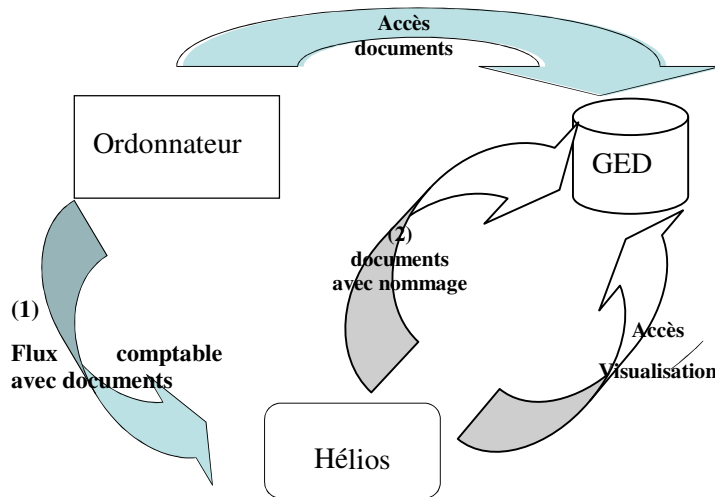 Accès
documents
Ordonnateur
GED
(2)
documents
avec nommage
(1)
Flux comptable
avec documents
Accès
Visualisation
Hélios